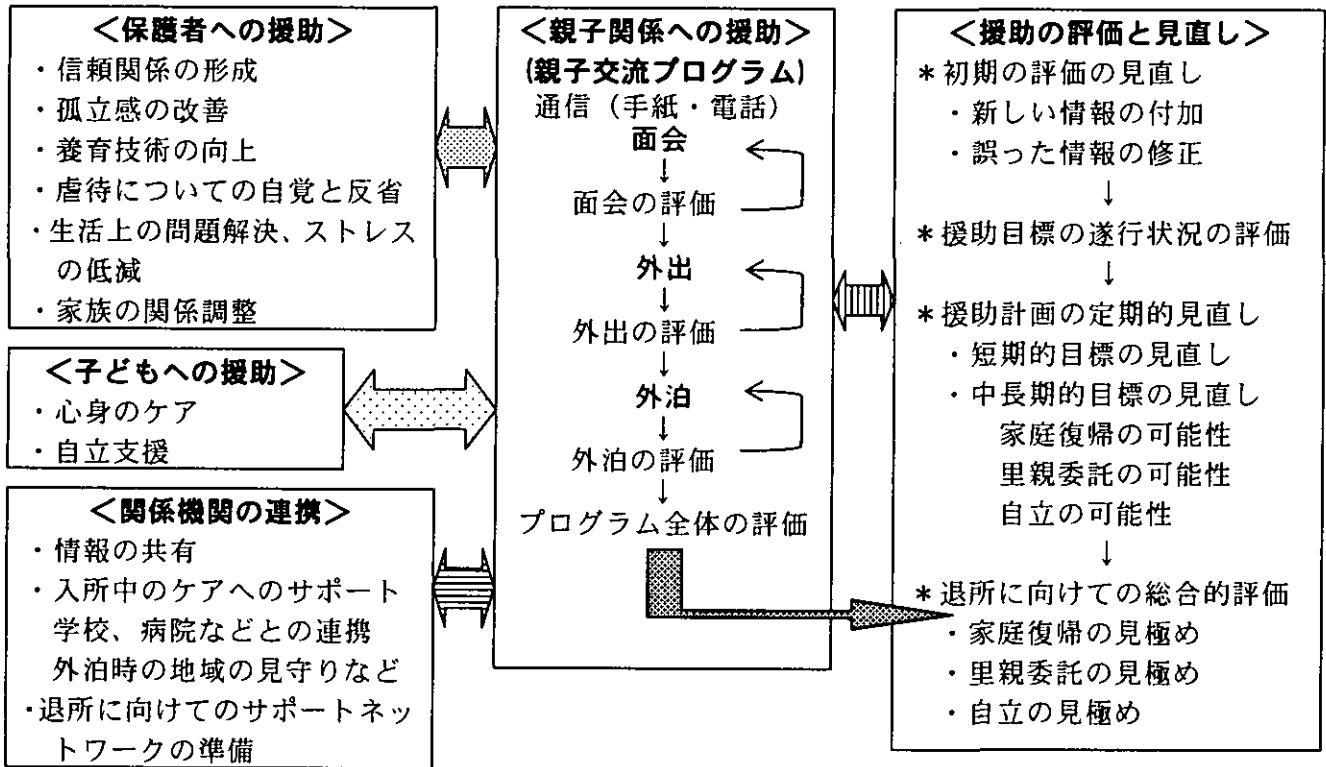 ＜保護者への援助＞
・信頼関係の形成
・孤立感の改善
・養育技術の向上
・虐待についての自覚と反省
・生活上の問題解決、ストレス
の低減
・家族の関係調整
＜子どもへの援助＞
・心身のケア
・自立支援
＜関係機関の連携＞
・情報の共有
・入所中のケアへのサポート
学校、病院などとの連携
外泊時の地域の見守りなど
・退所に向けてのサポートネッ
トワークの準備
＜親子関係への援助＞
(親子交流プログラム)
通信（手紙・電話）
面会
↓
面会の評価
↓
外出
↓
外出の評価
↓
外泊
↓
外泊の評価
↓
プログラム全体の評価
＜援助の評価と見直し＞
＊初期の評価の見直し
・新しい情報の付加
・誤った情報の修正
↓
＊援助目標の遂行状況の評価
↓
＊援助計画の定期的見直し
・短期的目標の見直し
・中長期的目標の見直し
家庭復帰の可能性
里親委託の可能性
自立の可能性
↓
＊退所に向けての総合的評価
・家庭復帰の見極め
・里親委託の見極め
・自立の見極め